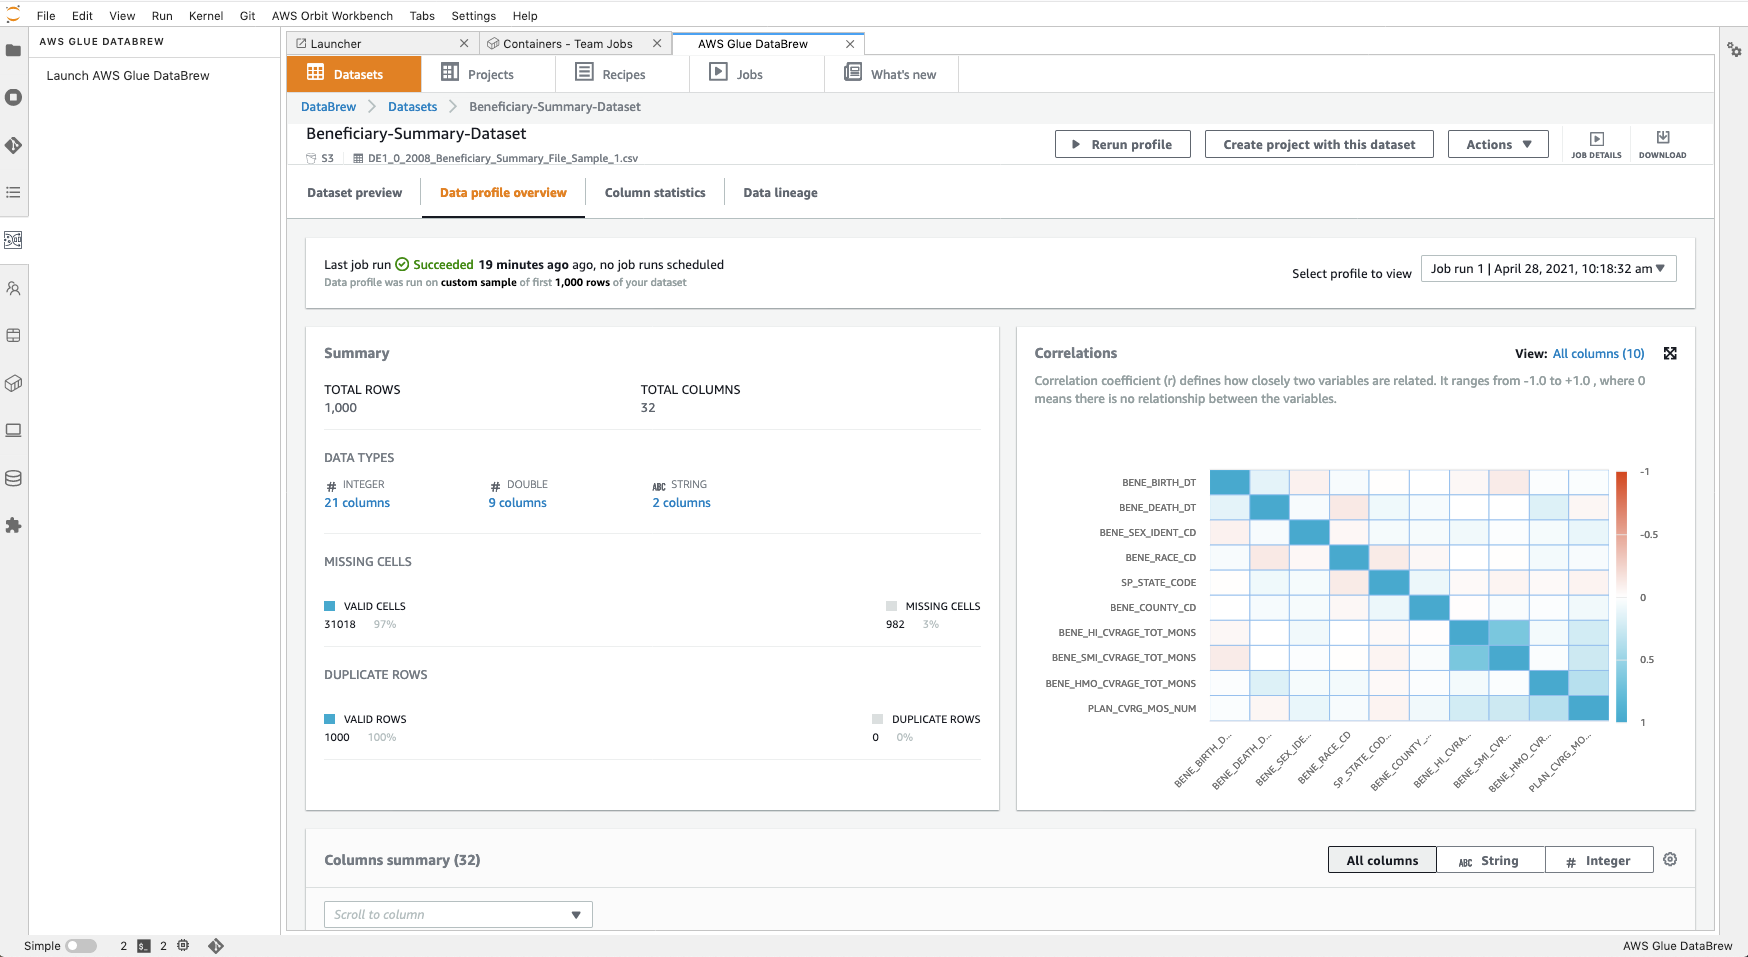 File Edit View Run Kernel Git AWS Orbit Workbench Tabs Settings Help
AWS GLUE DATABREW
Launch AWS Glue DataBrew
Launcher Containers - Team Jobs AWS Glue DataBrew
Datasets Projects Recipes Jobs What's new
DataBrew Datasets Beneficiary-Summary-Dataset
Beneficiary-Summary-Dataset
S3 DE1_0_2008_Beneficiary_Summary_File_Sample_1.csv
Rerun profile Create project with this dataset Actions JOB DETAILS DOWNLOAD
Dataset preview Data profile overview Column statistics Data lineage
Last job run Succeeded 19 minutes ago ago, no job runs scheduled
Data profile was run on custom sample of first 1,000 rows of your dataset
Select profile to view Job run 1 | April 28, 2021, 10:18:32 am
Summary
TOTAL ROWS TOTAL COLUMNS
1,000 32
DATA TYPES
# INTEGER # DOUBLE ABC STRING
21 columns 9 columns 2 columns
MISSING CELLS
VALID CELLS MISSING CELLS
31018 97% 982 3%
DUPLICATE ROWS
VALID ROWS DUPLICATE ROWS
1000 100% 0 0%
Correlations View: All columns (10)
Correlation coefficient (r) defines how closely two variables are related. It ranges from -1.0 to +1.0 , where 0
means there is no relationship between the variables.
BENE_BIRTH_DT
BENE_DEATH_DT
BENE_SEX_IDENT_CD
BENE_RACE_CD
SP_STATE_CODE
BENE_COUNTY_CD
BENE_HI_CVRAGE_TOT_MONS
BENE_SMI_CVRAGE_TOT_MONS
BENE_HMO_CVRAGE_TOT_MONS
PLAN_CVRG_MOS_NUM
-1
-0.5
0
0.5
1
BENE_BIRTH_D...
BENE_DEATH_D...
BENE_SEX_IDE...
BENE_RACE_CD
SP_STATE_COD...
BENE_COUNTY_...
BENE_HI_CVRA...
BENE_SMI_CVR...
BENE_HMO_CVR...
PLAN_CVRG_MO...
Columns summary (32) All columns ABC String # Integer
Scroll to column
Simple 2 $_ 2 AWS Glue DataBrew